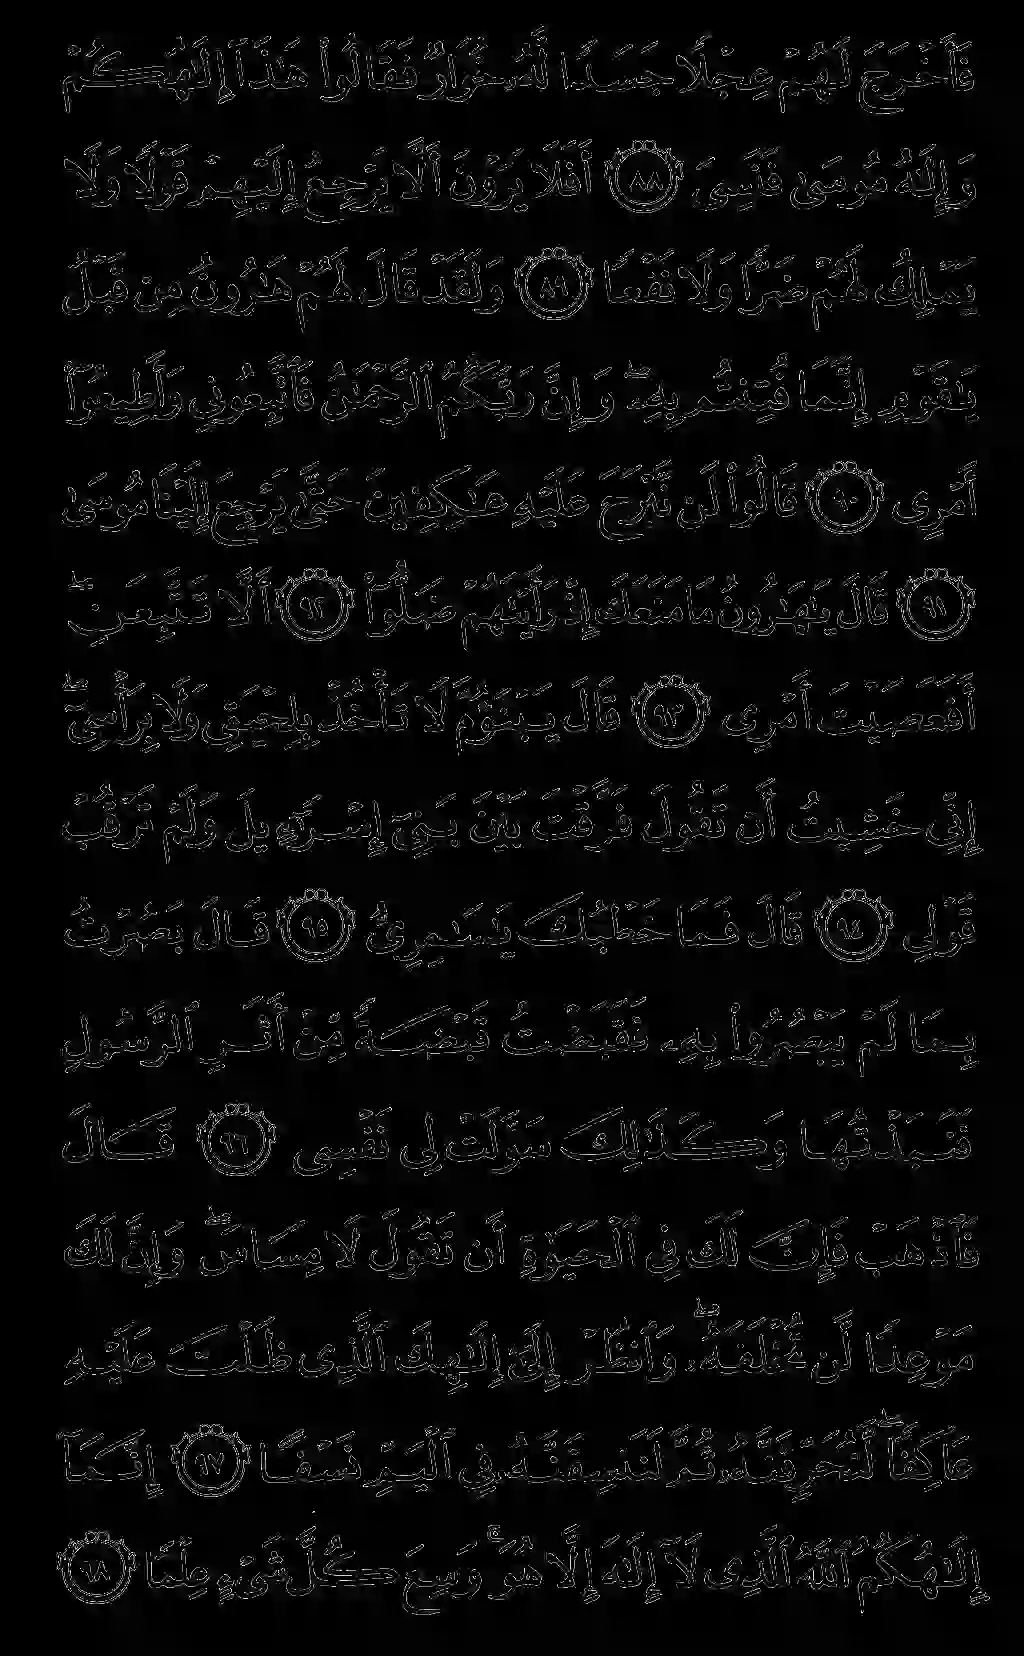 فَأَخْرَجَ لَهُمْ عِجْلًا جَسَدًا لَّهُۥ خُوَارٌ فَقَالُوا۟ هَٰذَآ إِلَٰهُكُمْ
وَإِلَٰهُ مُوسَىٰ فَنَسِىَ ٨٨ أَفَلَا يَرَوْنَ أَلَّا يَرْجِعُ إِلَيْهِمْ قَوْلًا وَلَا
يَمْلِكُ لَهُمْ ضَرًّا وَلَا نَفْعًا ٨٩ وَلَقَدْ قَالَ لَهُمْ هَٰرُونُ مِن قَبْلُ
يَٰقَوْمِ إِنَّمَا فُتِنتُم بِهِۦ ۖ وَإِنَّ رَبَّكُمُ ٱلرَّحْمَٰنُ فَٱتَّبِعُونِى وَأَطِيعُوٓا۟
أَمْرِى ٩٠ قَالُوا۟ لَن نَّبْرَحَ عَلَيْهِ عَٰكِفِينَ حَتَّىٰ يَرْجِعَ إِلَيْنَا مُوسَىٰ
٩١ قَالَ يَٰهَٰرُونُ مَا مَنَعَكَ إِذْ رَأَيْتَهُمْ ضَلُّوٓا۟ ٩٢ أَلَّا تَتَّبِعَنِ ۖ
أَفَعَصَيْتَ أَمْرِى ٩٣ قَالَ يَبْنَؤُمَّ لَا تَأْخُذْ بِلِحْيَتِى وَلَا بِرَأْسِىٓ ۖ
إِنِّى خَشِيتُ أَن تَقُولَ فَرَّقْتَ بَيْنَ بَنِىٓ إِسْرَٰٓءِيلَ وَلَمْ تَرْقُبْ
قَوْلِى ٩٤ قَالَ فَمَا خَطْبُكَ يَٰسَٰمِرِىُّ ٩٥ قَالَ بَصُرْتُ
بِمَا لَمْ يَبْصُرُوا۟ بِهِۦ فَقَبَضْتُ قَبْضَةً مِّنْ أَثَرِ ٱلرَّسُولِ
فَنَبَذْتُهَا وَكَذَٰلِكَ سَوَّلَتْ لِى نَفْسِى ٩٦ قَالَ
فَٱذْهَبْ فَإِنَّ لَكَ فِى ٱلْحَيَوٰةِ أَن تَقُولَ لَا مِسَاسَ ۖ وَإِنَّ لَكَ
مَوْعِدًا لَّن تُخْلَفَهُۥ ۖ وَٱنظُرْ إِلَىٰٓ إِلَٰهِكَ ٱلَّذِى ظَلْتَ عَلَيْهِ
عَاكِفًا ۖ لَّنُحَرِّقَنَّهُۥ ثُمَّ لَنَنسِفَنَّهُۥ فِى ٱلْيَمِّ نَسْفًا ٩٧ إِنَّمَآ
إِلَٰهُكُمُ ٱللَّهُ ٱلَّذِى لَآ إِلَٰهَ إِلَّا هُوَ ۚ وَسِعَ كُلَّ شَىْءٍ عِلْمًا ٩٨